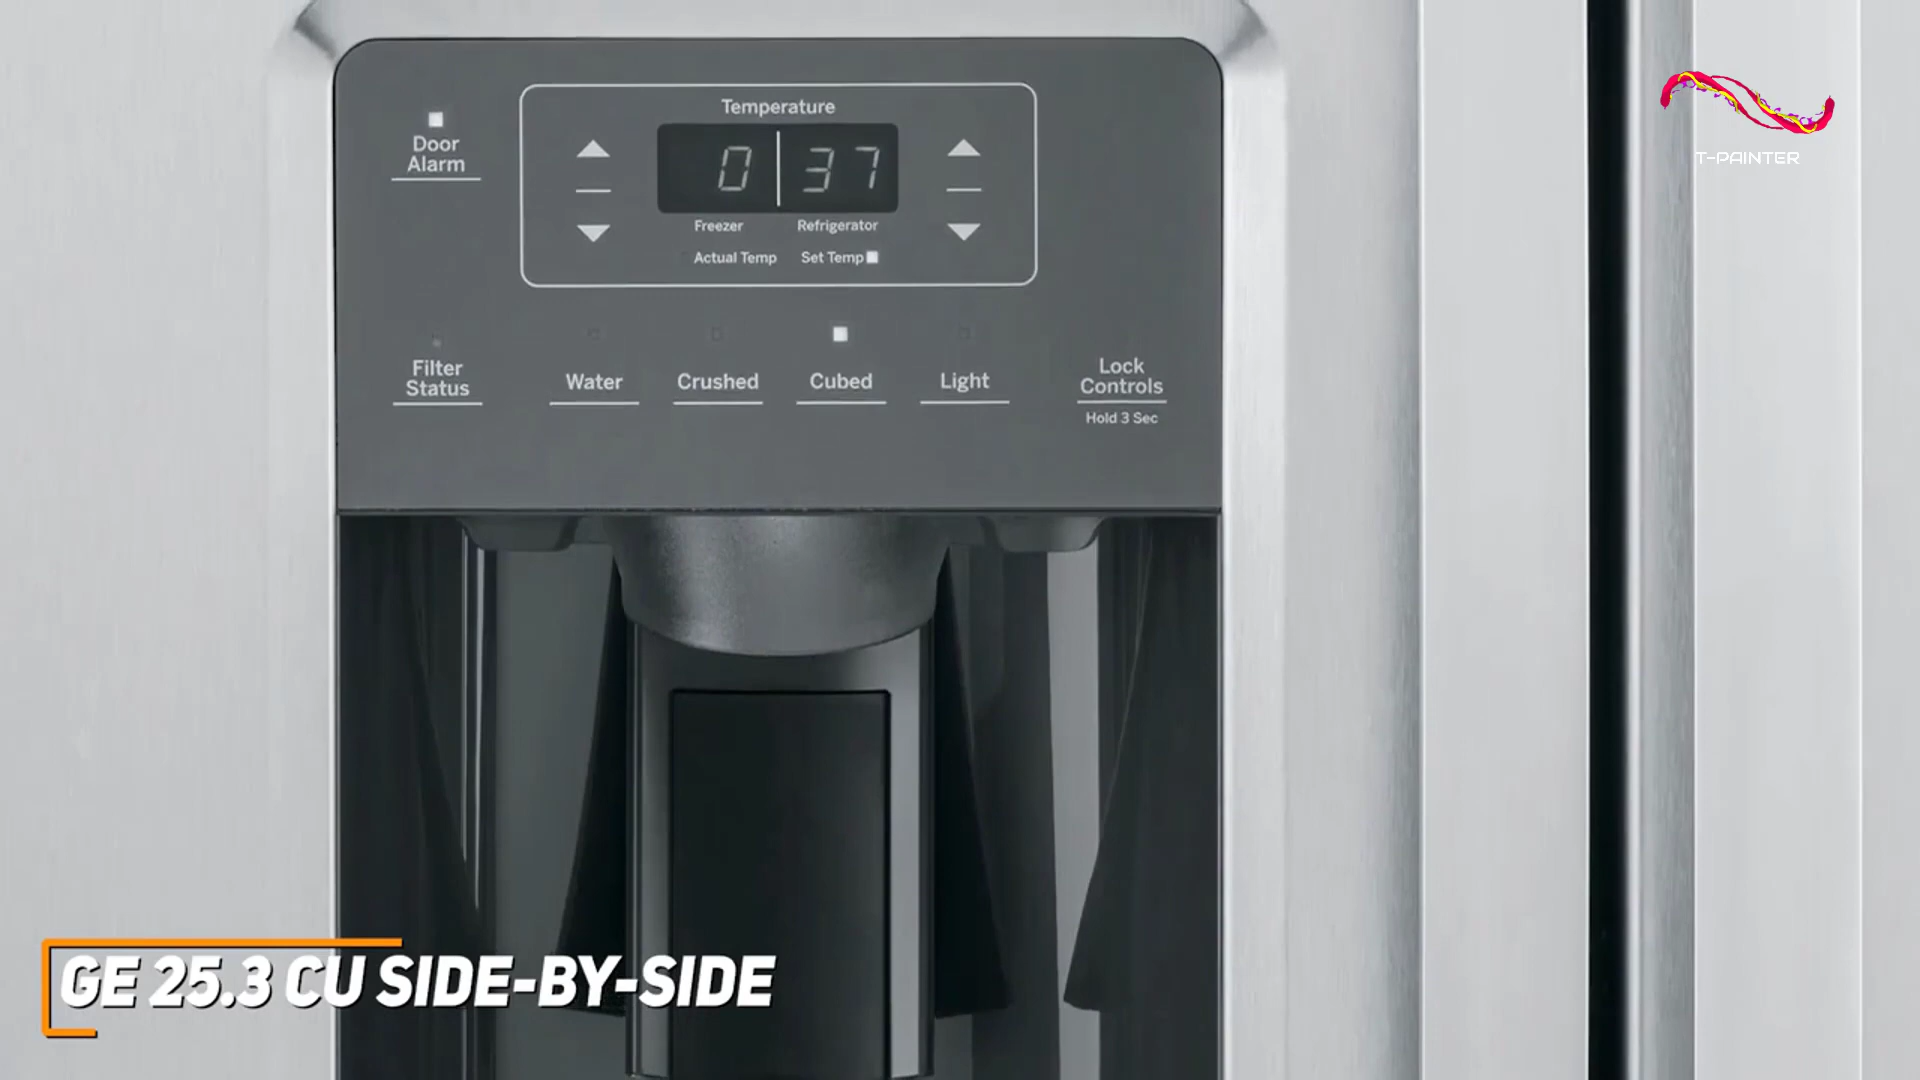 Temperature
Door
Alarm
0 37
Freezer Refrigerator
Actual Temp Set Temp
Filter
Status
Water
Crushed
Cubed
Light
Lock
Controls
Hold 3 Sec
T-PAINTER
GE 25.3 CU SIDE-BY-SIDE